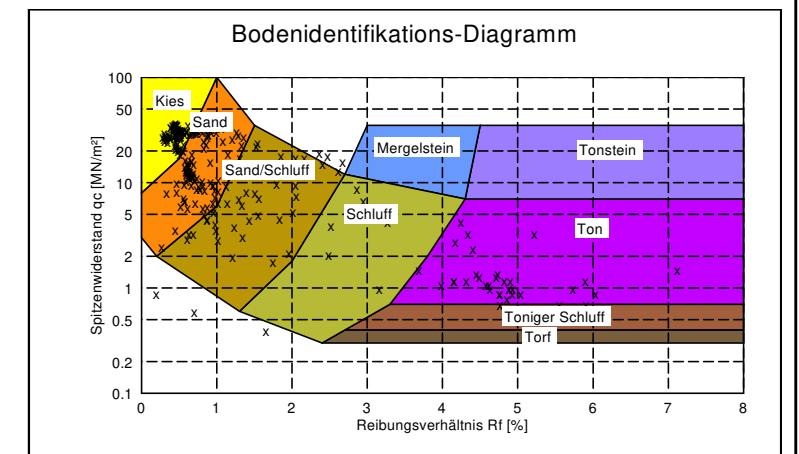 Bodenidentifikations-Diagramm
Spitzenwiderstand qc [MN/m²]
100
50
20
10
5
2
1
0.5
0.2
0.1
Kies
Sand
Sand/Schluff
Mergelstein
Tonstein
Schluff
Ton
Toniger Schluff
Torf
0 1 2 3 4 5 6 7 8
Reibungsverhältnis Rf [%]